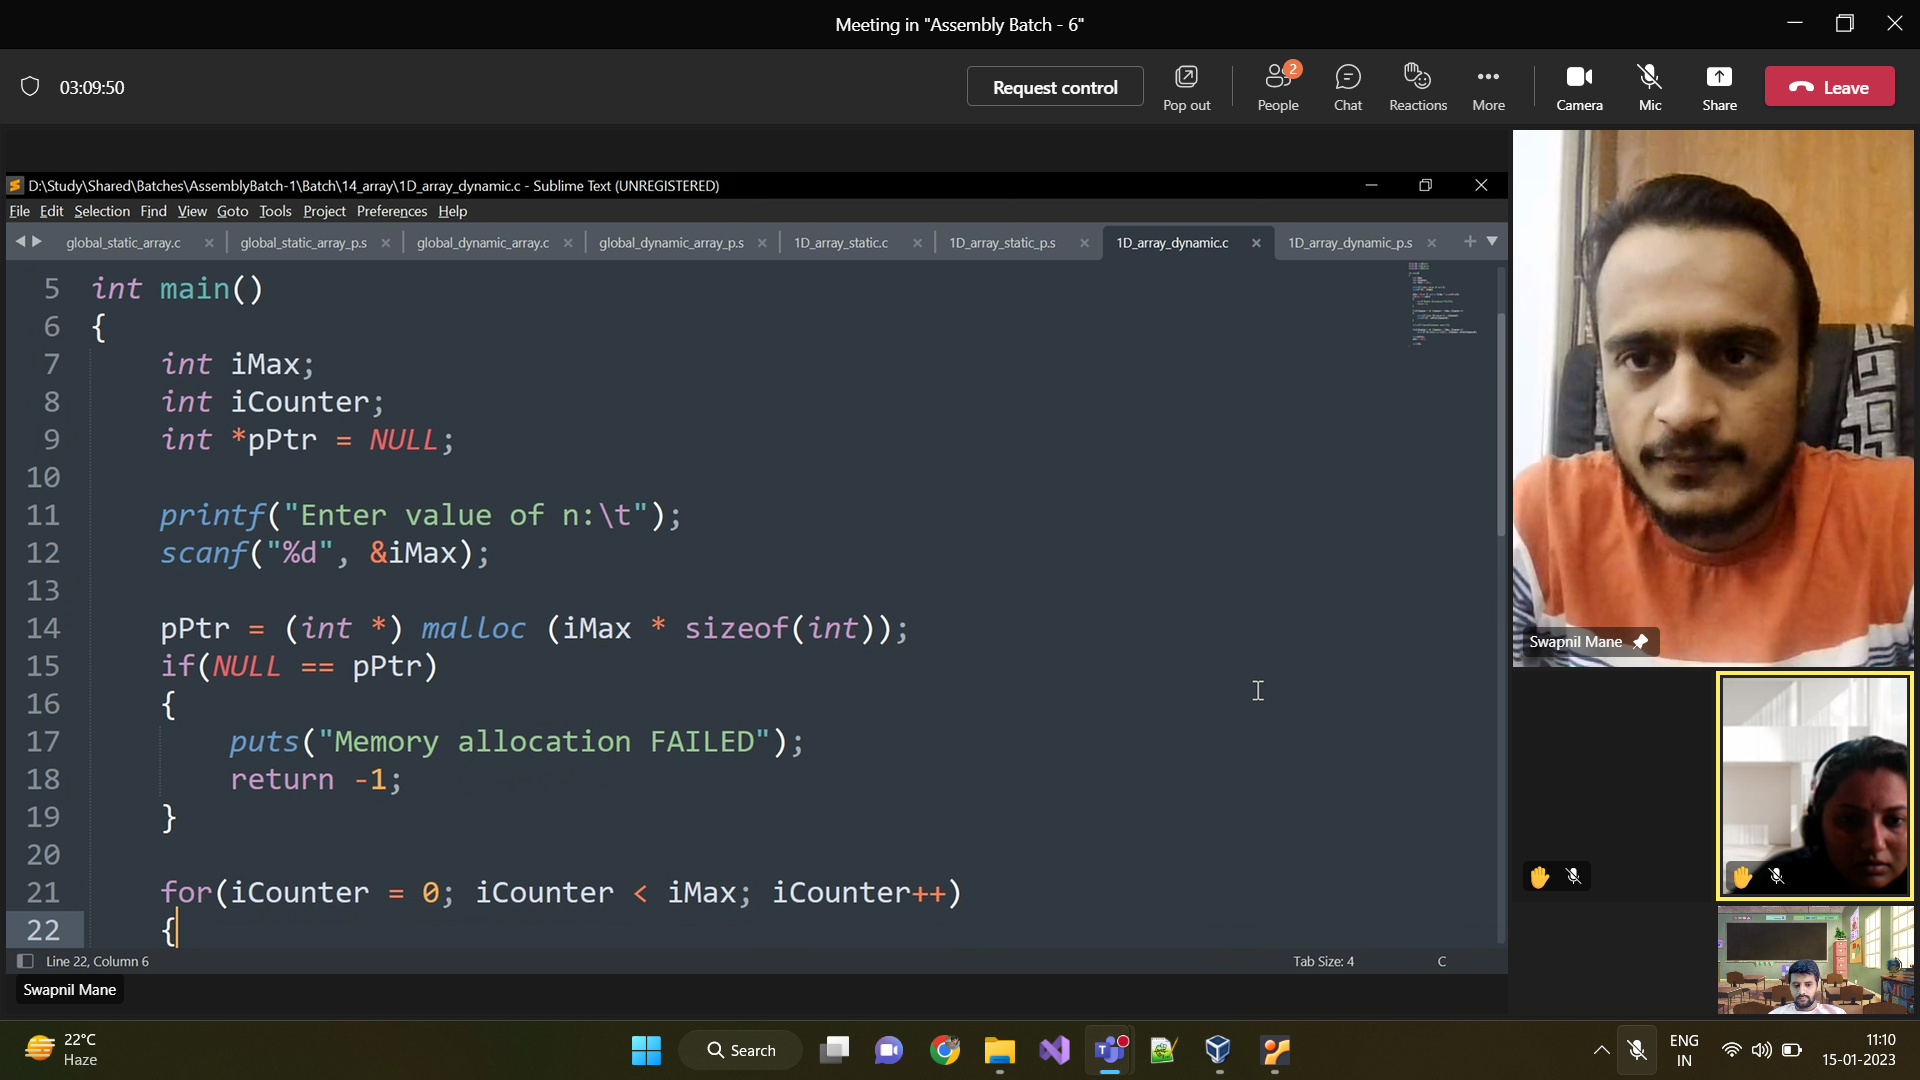 Meeting in "Assembly Batch - 6"
03:09:50
Request control
Pop out
2
People
Chat
Reactions
More
Camera
Mic
Share
Leave
D:\Study\Shared\Batches\AssemblyBatch-1\Batch\14_array\1D_array_dynamic.c - Sublime Text (UNREGISTERED)
File Edit Selection Find View Goto Tools Project Preferences Help
global_static_array.c
global_static_array_p.s
global_dynamic_array.c
global_dynamic_array_p.s
1D_array_static.c
1D_array_static_p.s
1D_array_dynamic.c
1D_array_dynamic_p.s
5 int main()
6 {
7 int iMax;
8 int iCounter;
9 int *pPtr = NULL;
10
11 printf("Enter value of n:\t");
12 scanf("%d", &iMax);
13
14 pPtr = (int *) malloc (iMax * sizeof(int));
15 if(NULL == pPtr)
16 {
17 puts("Memory allocation FAILED");
18 return -1;
19 }
20
21 for(iCounter = 0; iCounter < iMax; iCounter++)
22 {
Line 22, Column 6
Tab Size: 4
C
Swapnil Mane
Swapnil Mane
22°C
Haze
Search
ENG
IN
11:10
15-01-2023